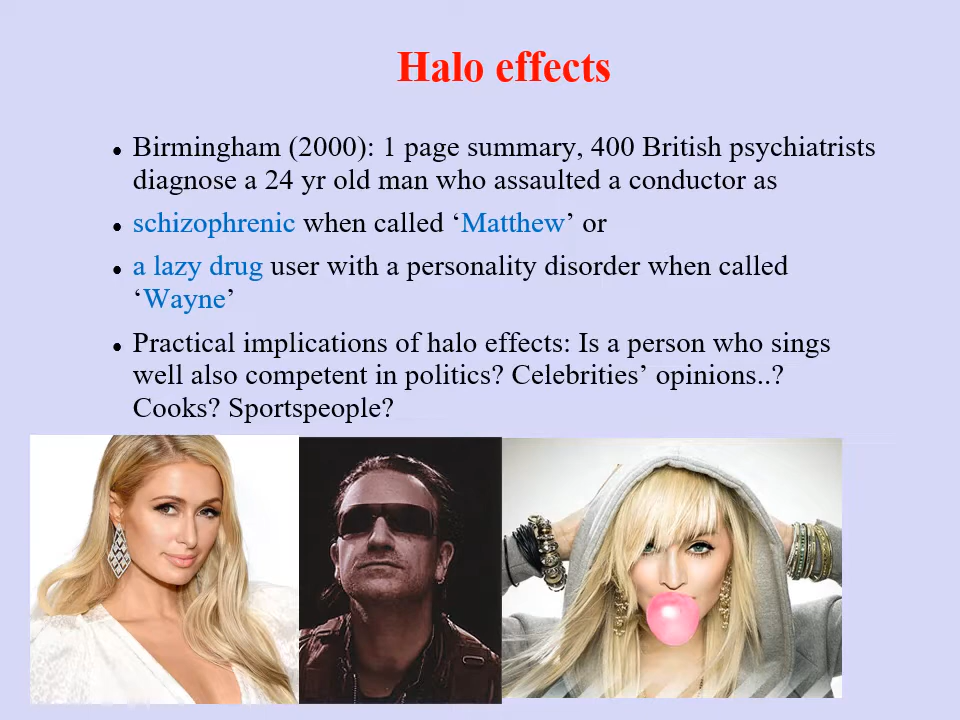 Halo effects
● Birmingham (2000): 1 page summary, 400 British psychiatrists
diagnose a 24 yr old man who assaulted a conductor as
● schizophrenic when called ‘Matthew’ or
● a lazy drug user with a personality disorder when called
‘Wayne’
● Practical implications of halo effects: Is a person who sings
well also competent in politics? Celebrities’ opinions..?
Cooks? Sportspeople?